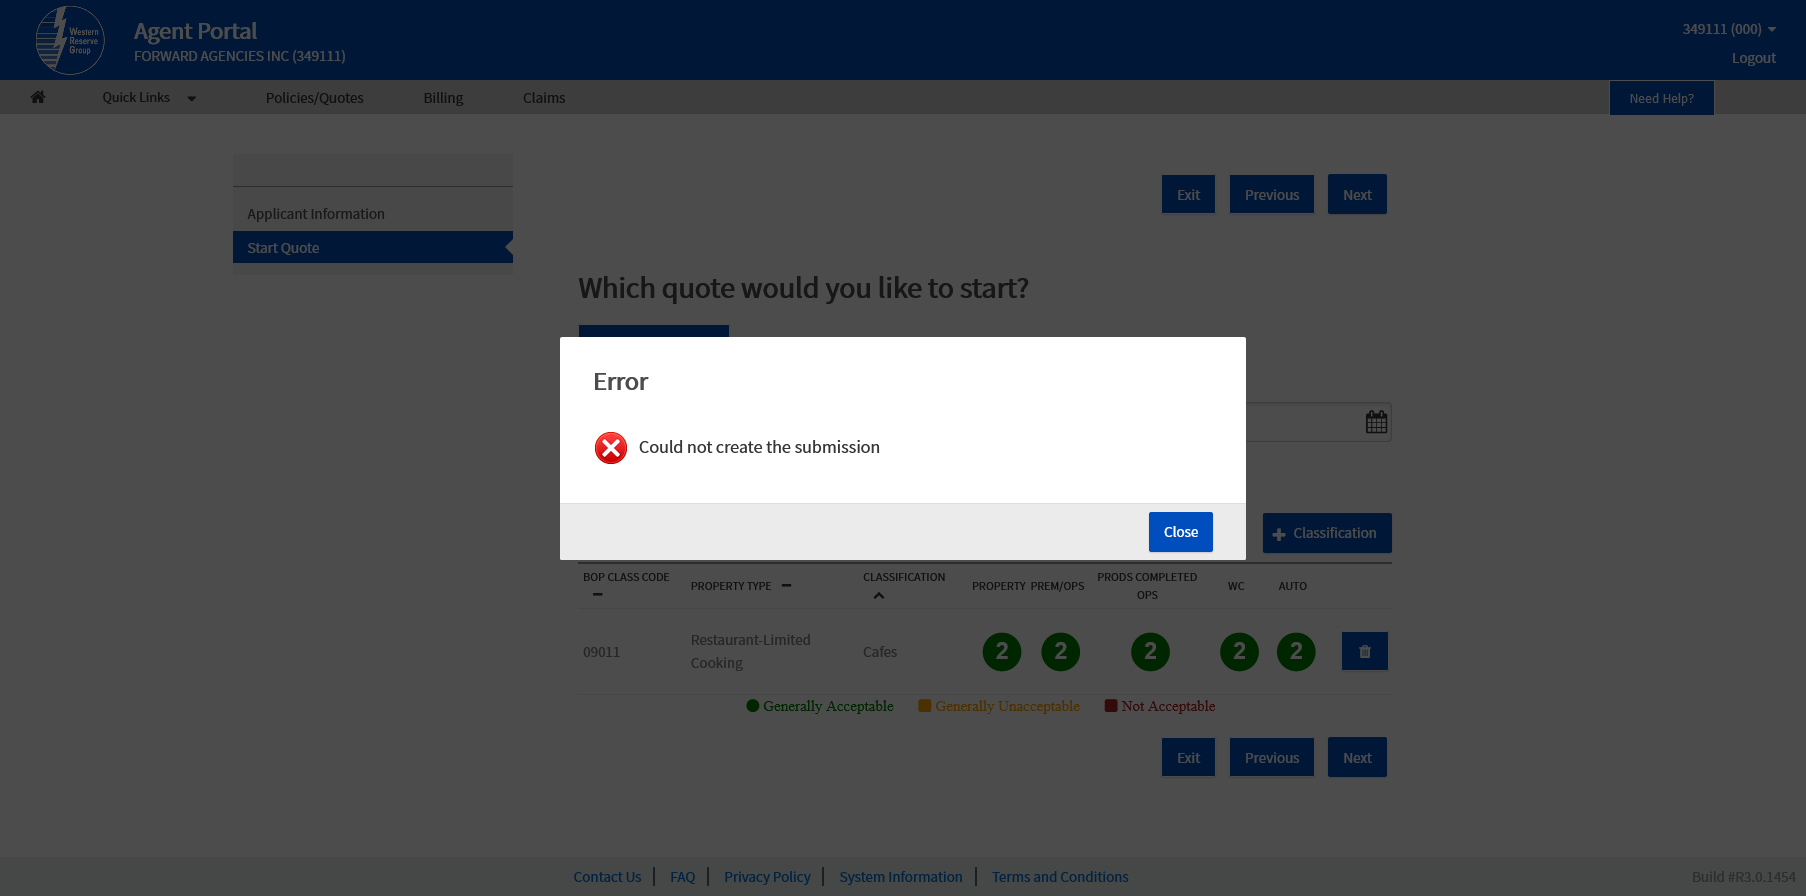 Western
Reserve
Group
Agent Portal
FORWARD AGENCIES INC (349111)
349111 (000)
Logout
Quick Links
Policies/Quotes
Billing
Claims
Need Help?
Applicant Information
Start Quote
Exit
Previous
Next
Which quote would you like to start?
Error
Could not create the submission
Close
Classification
BOP CLASS CODE
PROPERTY TYPE
CLASSIFICATION
PROPERTY
PREM/OPS
PRODS COMPLETED
OPS
WC
AUTO
09011
Restaurant-Limited
Cooking
Cafes
2
2
2
2
2
Generally Acceptable
Generally Unacceptable
Not Acceptable
Exit
Previous
Next
Contact Us
FAQ
Privacy Policy
System Information
Terms and Conditions
Build #R3.0.1454